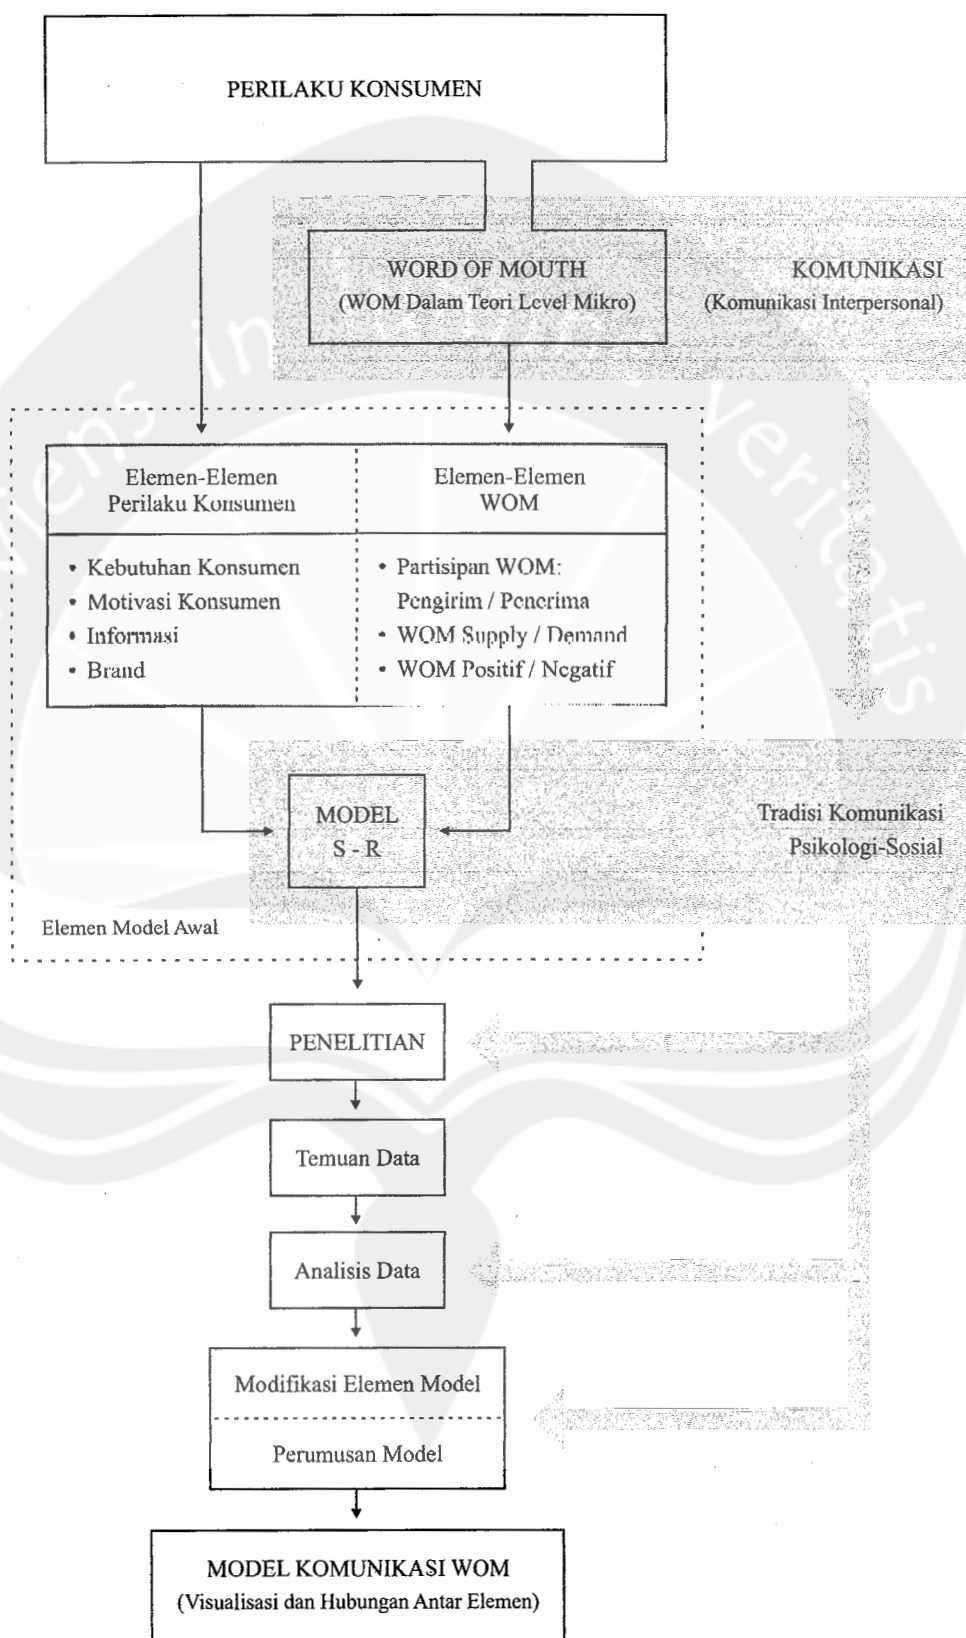 PERILAKU KONSUMEN
WORD OF MOUTH
(WOM Dalam Teori Level Mikro)
KOMUNIKASI
(Komunikasi Interpersonal)
Elemen-Elemen
Perilaku Konsumen
Elemen-Elemen
WOM
• Kebutuhan Konsumen
• Motivasi Konsumen
• Informasi
• Brand
• Partisipan WOM:
Pengirim / Penerima
• WOM Supply / Demand
• WOM Positif / Negatif
MODEL
S - R
Tradisi Komunikasi
Psikologi-Sosial
Elemen Model Awal
PENELITIAN
Temuan Data
Analisis Data
Modifikasi Elemen Model
Perumusan Model
MODEL KOMUNIKASI WOM
(Visualisasi dan Hubungan Antar Elemen)